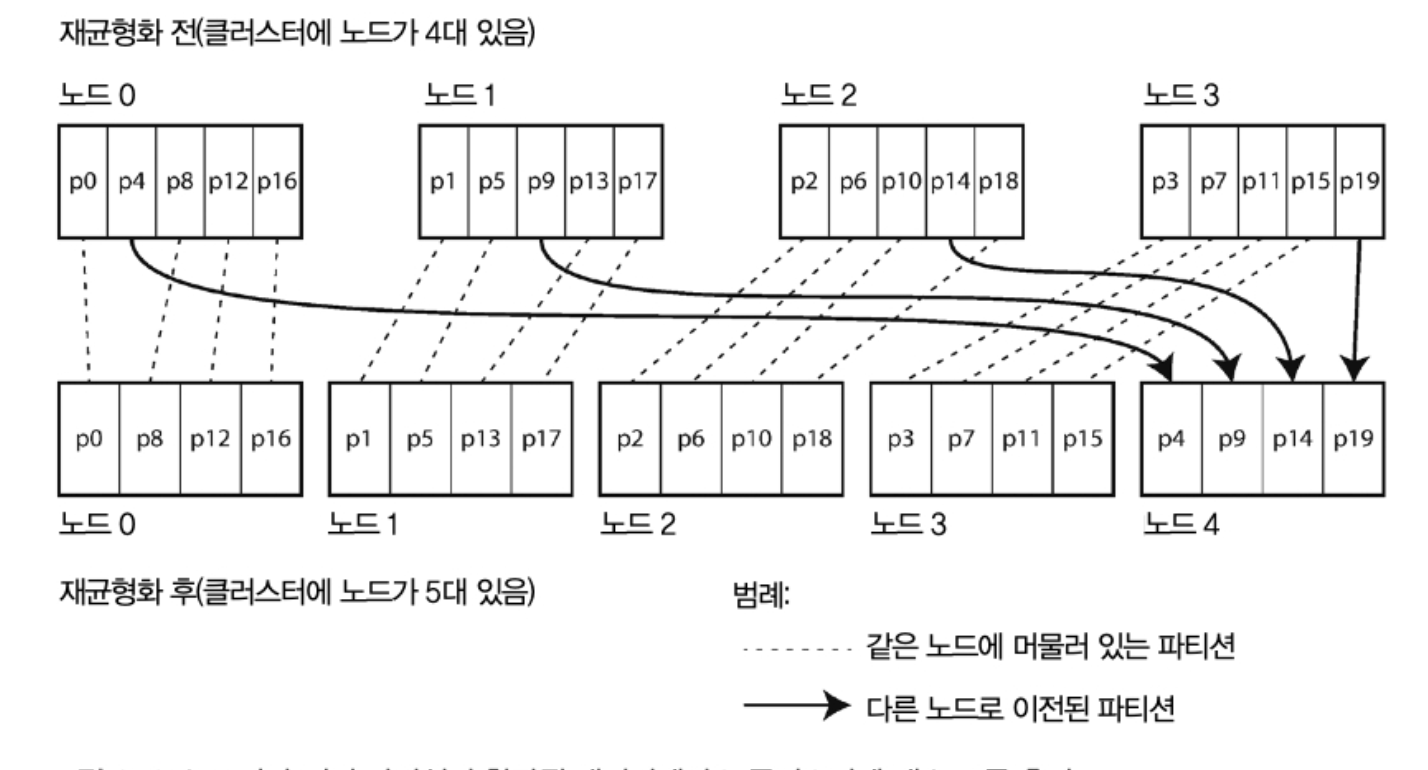 재균형화 전(클러스터에 노드가 4대 있음)
노드 0 노드 1 노드 2 노드 3
p0 p4 p8 p12 p16 p1 p5 p9 p13 p17 p2 p6 p10 p14 p18 p3 p7 p11 p15 p19
p0 p8 p12 p16 p1 p5 p13 p17 p2 p6 p10 p18 p3 p7 p11 p15 p4 p9 p14 p19
노드 0 노드 1 노드 2 노드 3 노드 4
재균형화 후(클러스터에 노드가 5대 있음)
범례:
같은 노드에 머물러 있는 파티션
다른 노드로 이전된 파티션